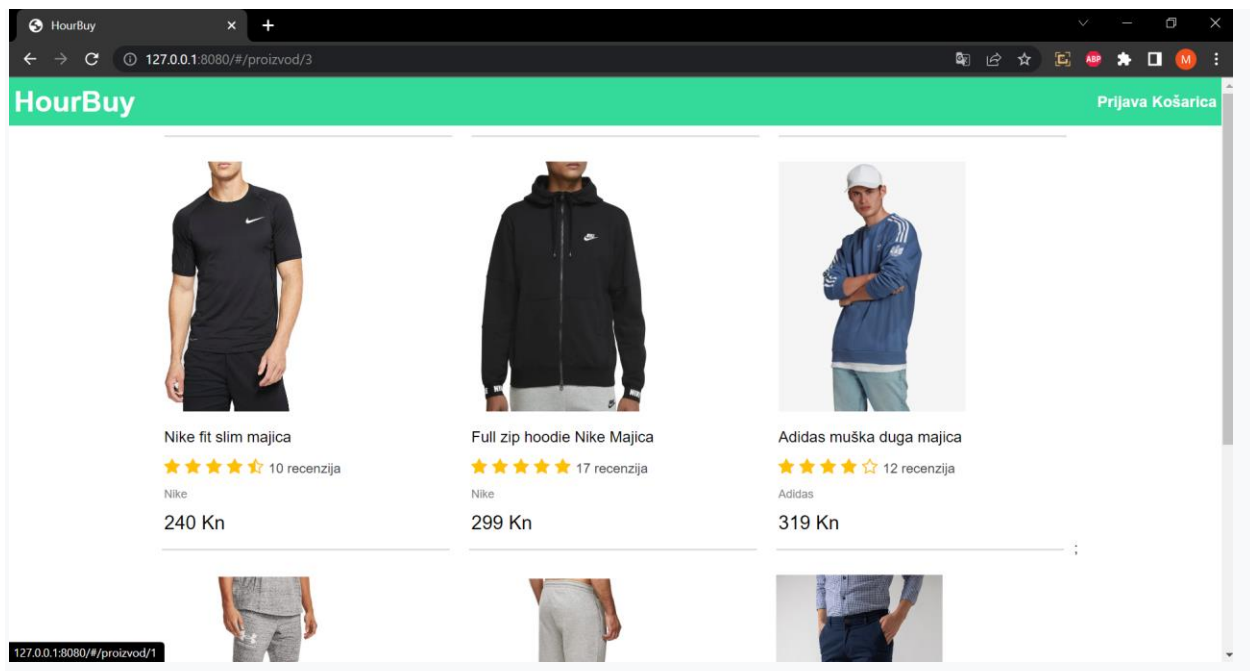 HourBuy
127.0.0.1:8080/#/proizvod/3
ABP
M
HourBuy
Prijava Košarica
Nike fit slim majica
Full zip hoodie Nike Majica
Adidas muška duga majica
10 recenzija
17 recenzija
12 recenzija
Nike
Nike
Adidas
240 Kn
299 Kn
319 Kn
;
127.0.0.1:8080/#/proizvod/1